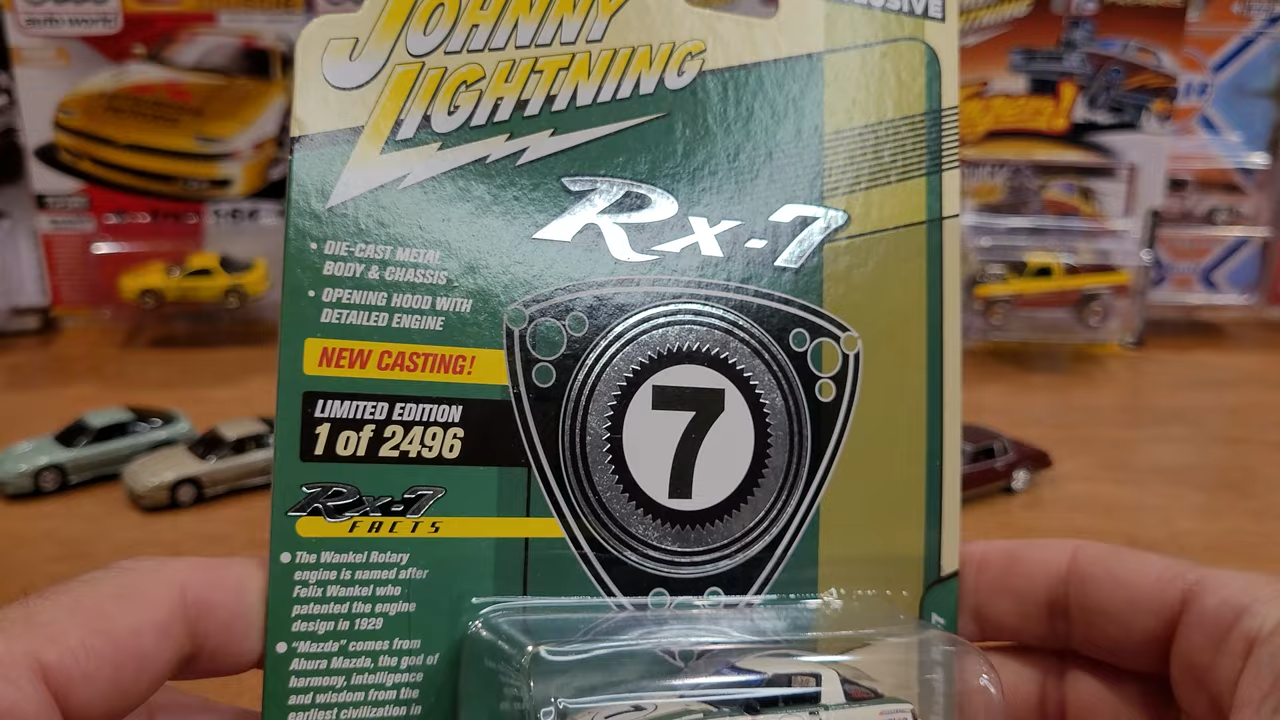 auto world
JOHNNY
LIGHTNING
Rx-7
• DIE-CAST METAL
BODY & CHASSIS
• OPENING HOOD WITH
DETAILED ENGINE
NEW CASTING!
LIMITED EDITION
1 of 2496
7
Rx-7
FACTS
• The Wankel Rotary
engine is named after
Felix Wankel who
patented the engine
design in 1929
• "Mazda" comes from
Ahura Mazda, the god of
harmony, intelligence
and wisdom from the
earliest civilization in